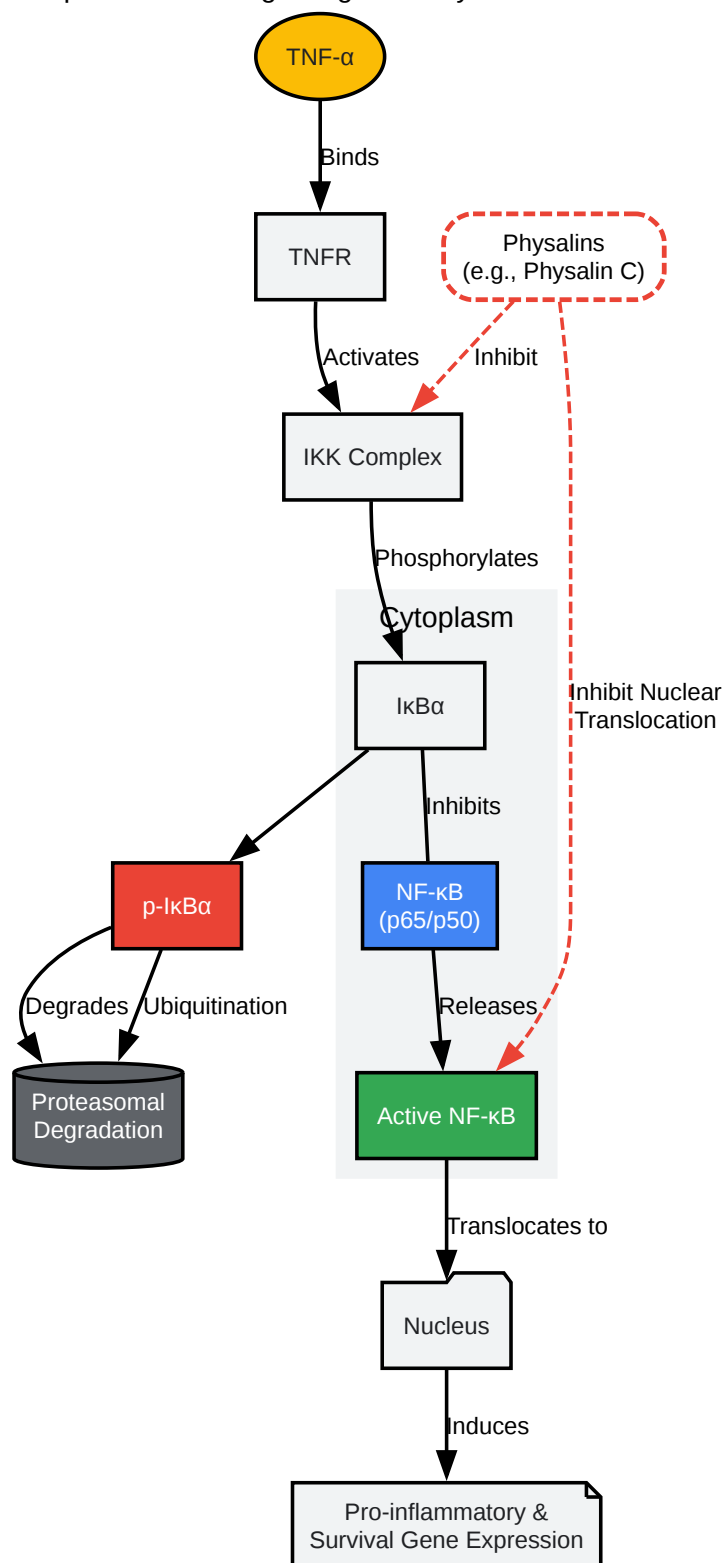 TNF-α
Binds
TNFR
Physalins
(e.g., Physalin C)
Activates
Inhibit
IKK Complex
Phosphorylates
Cytoplasm
IκBα
Inhibit Nuclear
Translocation
Inhibits
p-IκBα
NF-κB
(p65/p50)
Degrades
Ubiquitination
Releases
Proteasomal
Degradation
Active NF-κB
Translocates to
Nucleus
Induces
Pro-inflammatory &
Survival Gene Expression